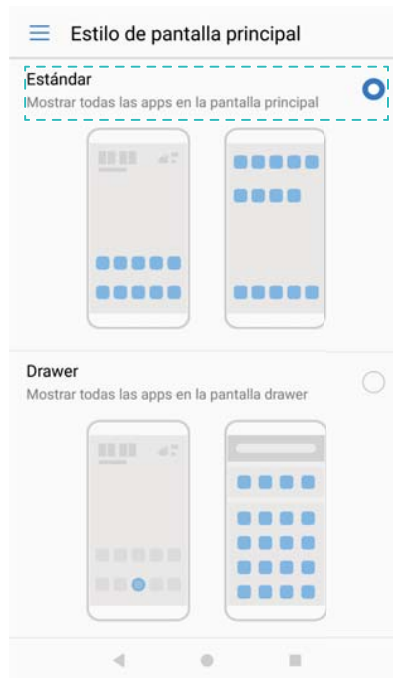 Estilo de pantalla principal
Estándar
Mostrar todas las apps en la pantalla principal
Drawer
Mostrar todas las apps en la pantalla drawer